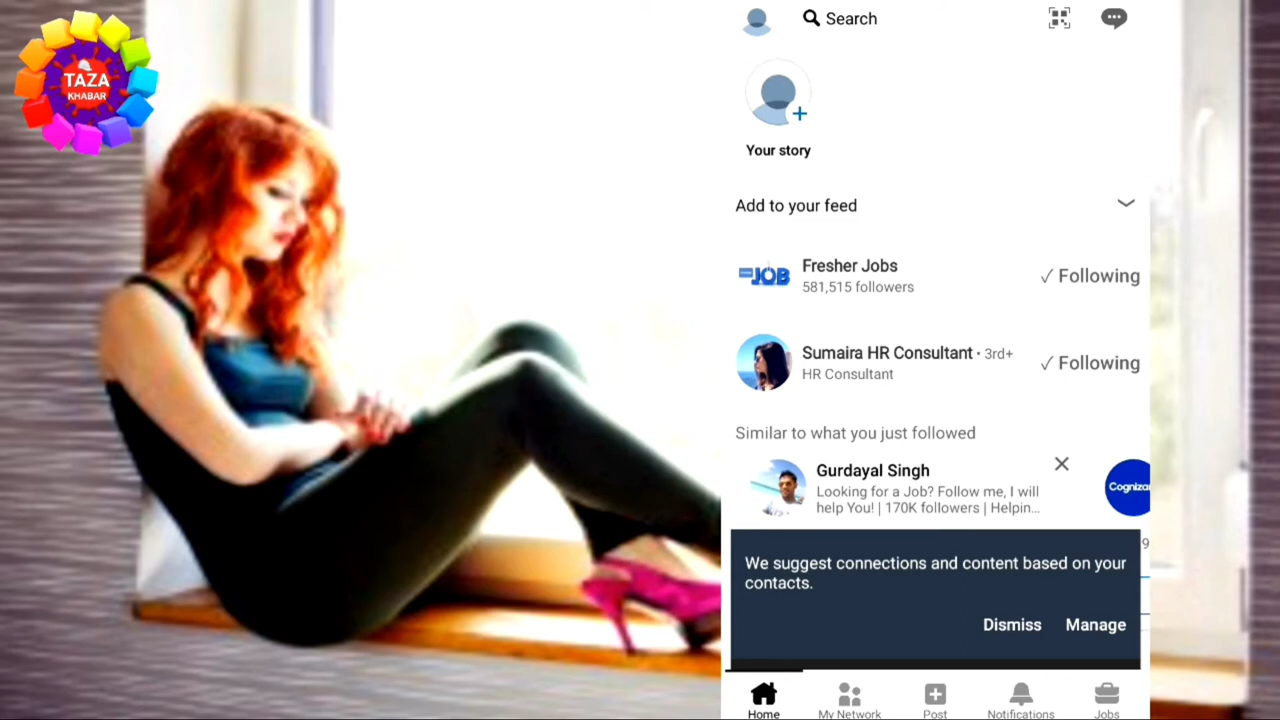 TAZA
KHABAR
Search
Your story
Add to your feed
Fresher Jobs
581,515 followers
✓ Following
Sumaira HR Consultant • 3rd+
HR Consultant
✓ Following
Similar to what you just followed
Gurdayal Singh
Looking for a Job? Follow me, I will
help You! | 170K followers | Helpin...
Cogniza
9
We suggest connections and content based on your
contacts.
Dismiss
Manage
Home
My Network
Post
Notifications
Jobs